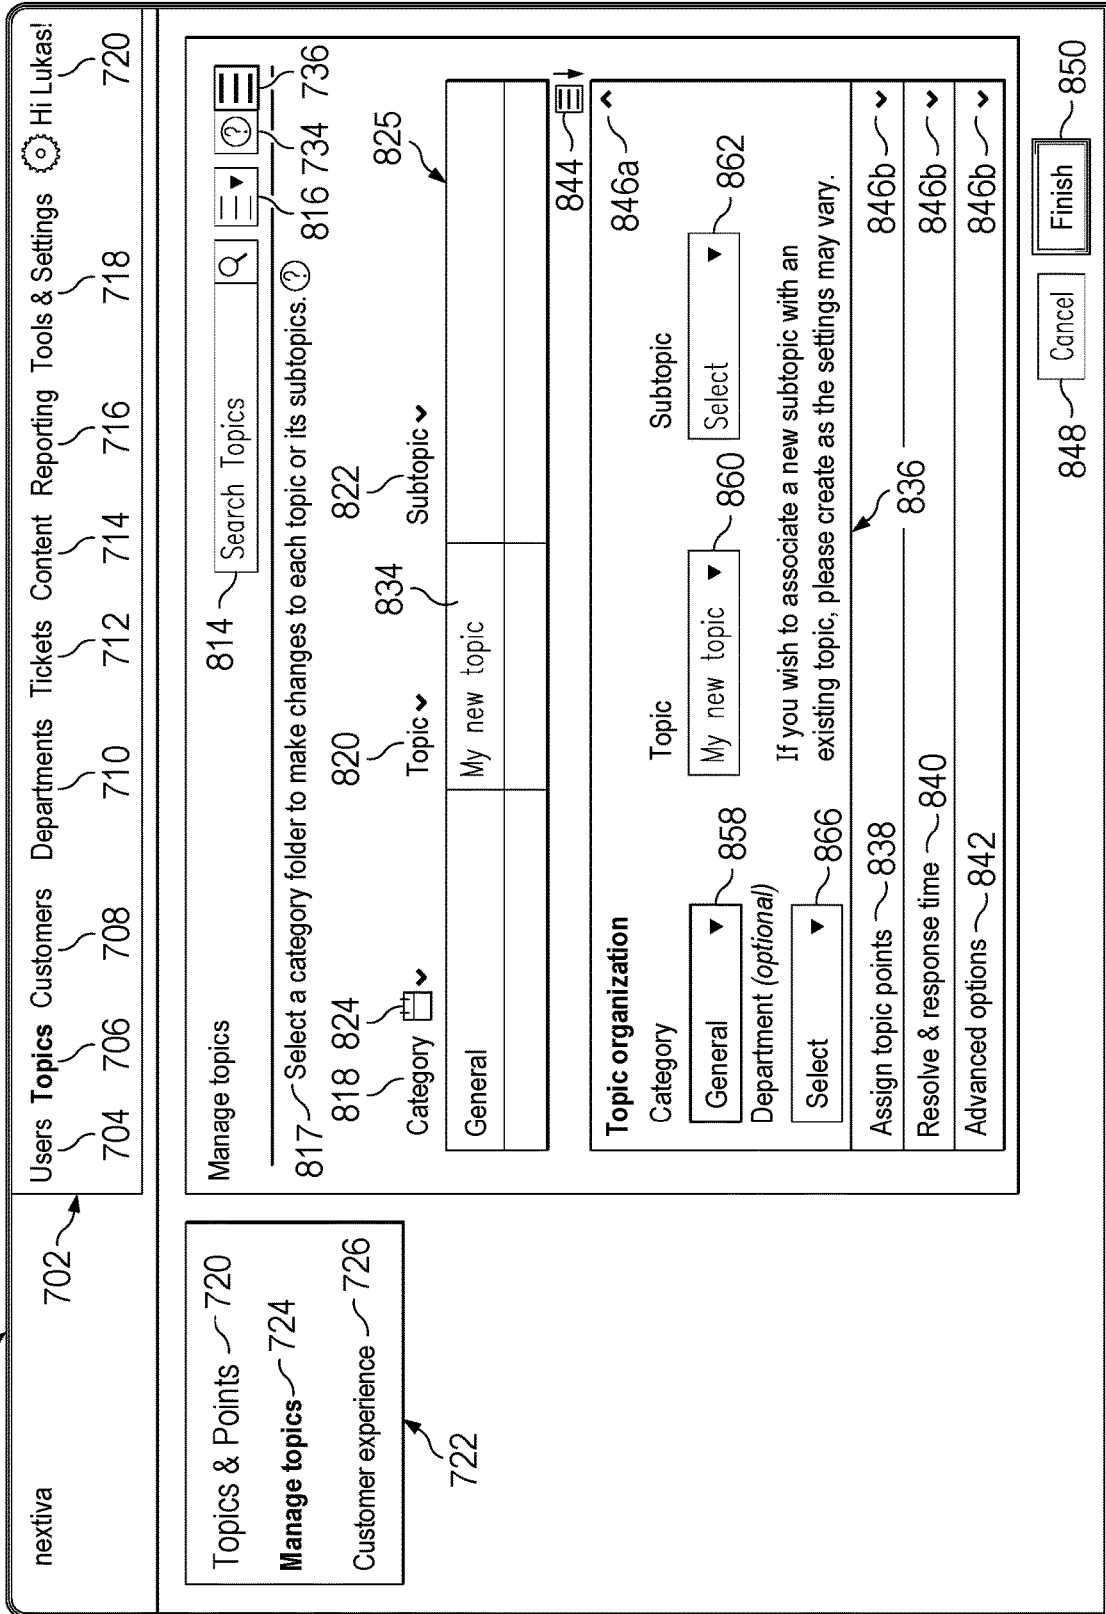 nextiva
702
Users Topics Customers Departments Tickets Content Reporting Tools & Settings Hi Lukas!
704 706 708 710 712 714 716 718 720
Topics & Points 720
Manage topics 724
Customer experience 726
722
Manage topics
814 Search Topics
816 734 736
817 Select a category folder to make changes to each topic or its subtopics. ?
818 824 820 822 825
Category Topic Subtopic
834
General My new topic
844
Topic organization 846a
Category Topic Subtopic
General 858 My new topic 860 Select 862
Department (optional)
Select 866
If you wish to associate a new subtopic with an
existing topic, please create as the settings may vary.
836
Assign topic points 838 846b
Resolve & response time 840 836 846b
Advanced options 842 846b
848 Cancel Finish 850